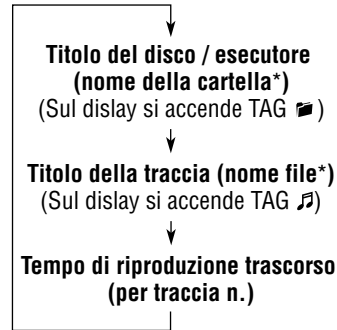 Titolo del disco / esecutore
(nome della cartella*)
(Sul dislay si accende TAG )
Titolo della traccia (nome file*)
(Sul dislay si accende TAG ♫)
Tempo di riproduzione trascorso
(per traccia n.)